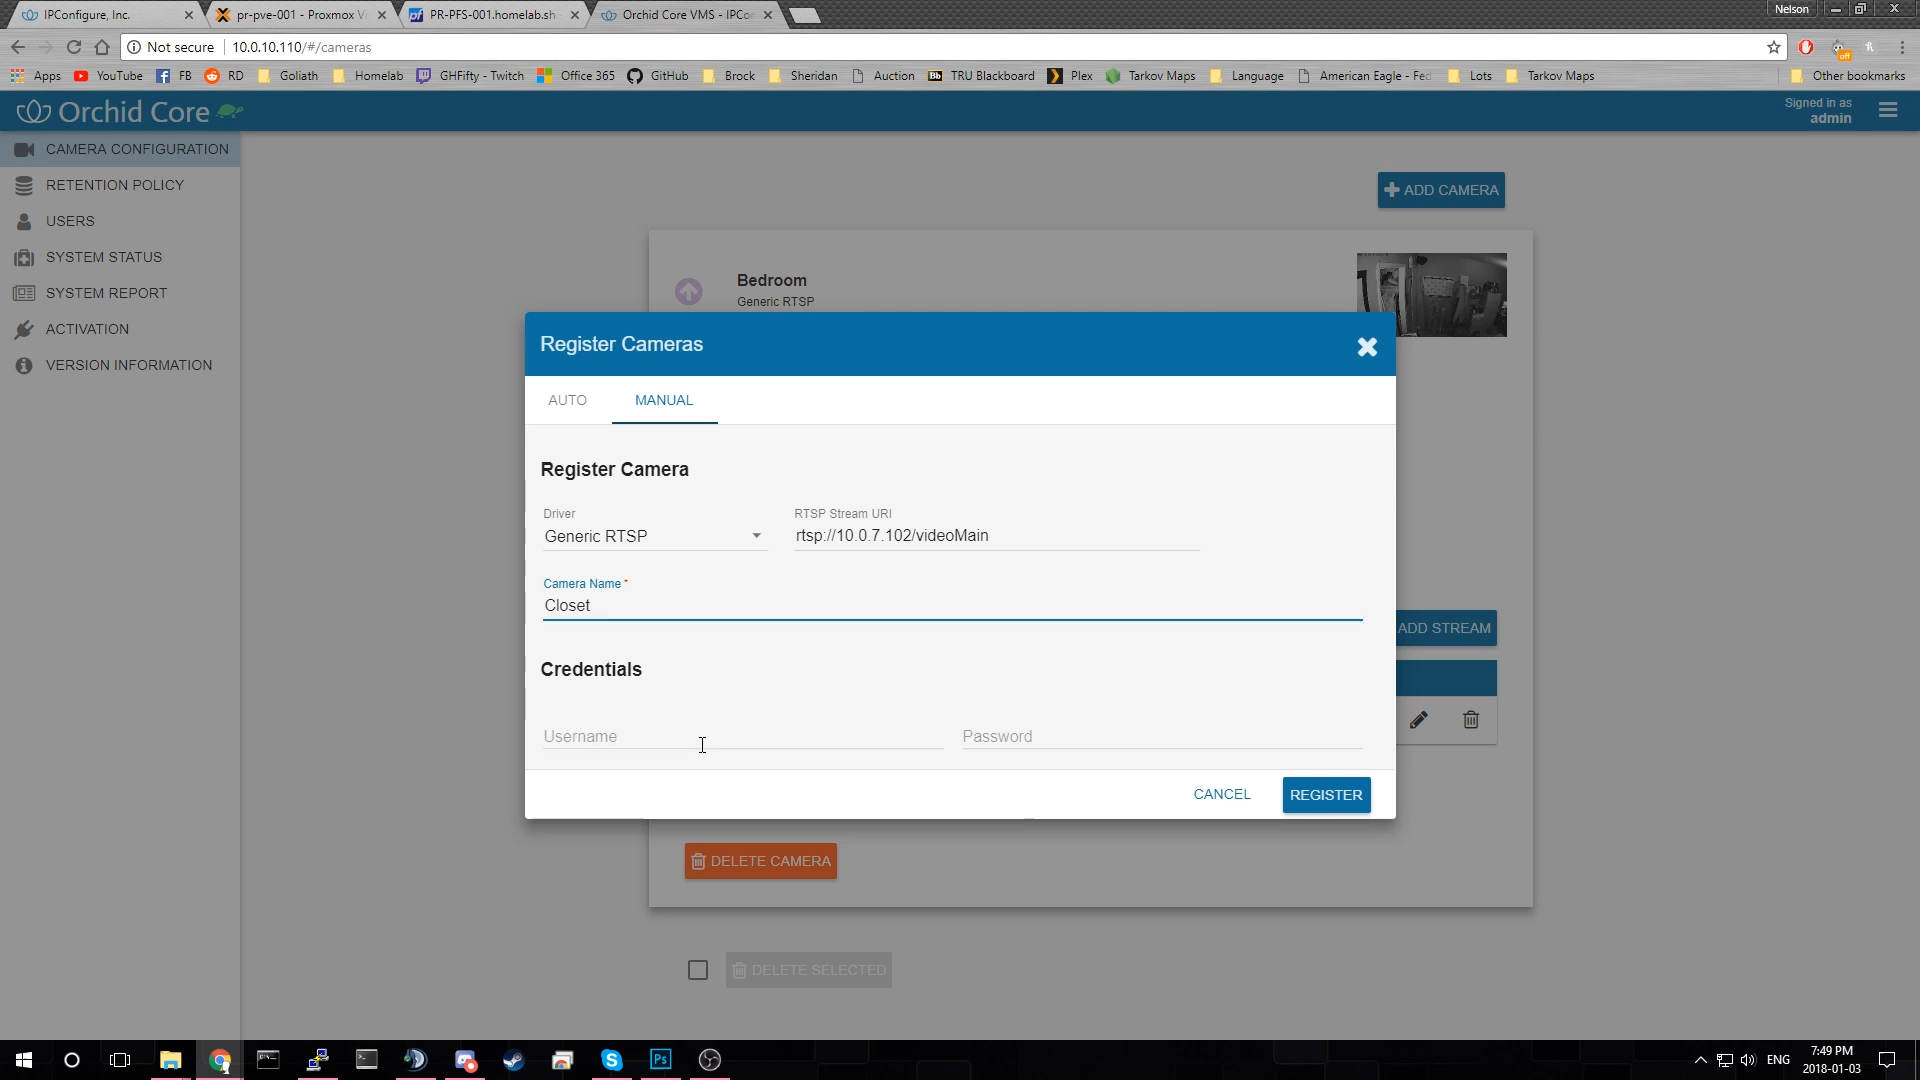 IPConfigure, Inc.
pr-pve-001 - Proxmox Vi
PR-PFS-001.homelab.sh
Orchid Core VMS - IPCo
Nelson
Not secure
10.0.10.110/#/cameras
Apps
YouTube
FB
RD
Goliath
Homelab
GHFifty - Twitch
Office 365
GitHub
Brock
Sheridan
Auction
Bb
TRU Blackboard
Plex
Tarkov Maps
Language
American Eagle - Fed
Lots
Tarkov Maps
Other bookmarks
off
Orchid Core
Signed in as
admin
CAMERA CONFIGURATION
RETENTION POLICY
USERS
SYSTEM STATUS
SYSTEM REPORT
ACTIVATION
VERSION INFORMATION
ADD CAMERA
Bedroom
Generic RTSP
Register Cameras
AUTO
MANUAL
Register Camera
Driver
Generic RTSP
RTSP Stream URI
rtsp://10.0.7.102/videoMain
Camera Name *
Closet
Credentials
Username
Password
CANCEL
REGISTER
ADD STREAM
DELETE CAMERA
DELETE SELECTED
Ps
ENG
7:49 PM
2018-01-03